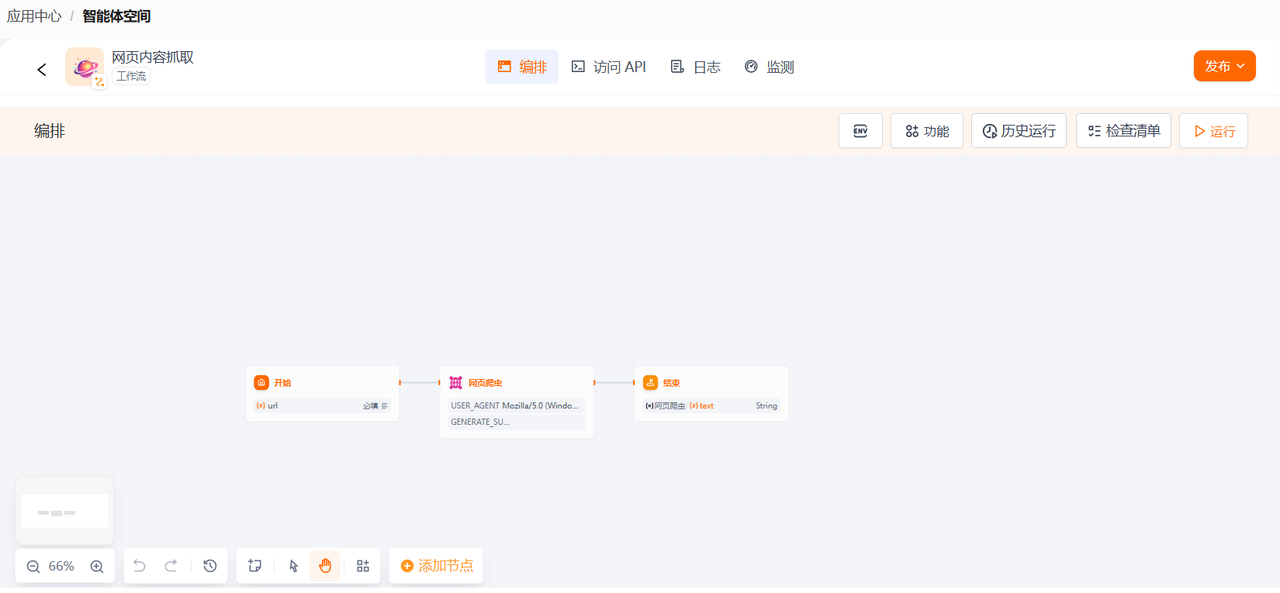 应用中心 / 智能体空间
网页内容抓取
工作流
编排
访问 API
日志
监测
发布
编排
ENV
功能
历史运行
检查清单
运行
开始
{x} url 必填
网页爬虫
USER_AGENT Mozilla/5.0 (Windo...
GENERATE_SU...
结束
网页爬虫/ {x} text String
66%
添加节点